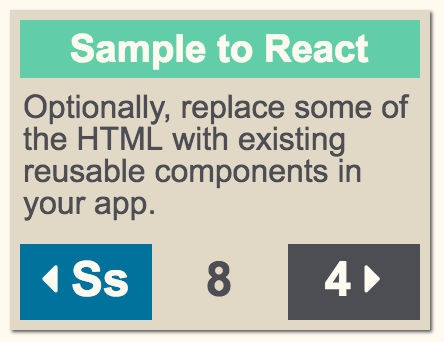 Sample to React
Optionally, replace some of
the HTML with existing
reusable components in
your app.
Ss 8 4